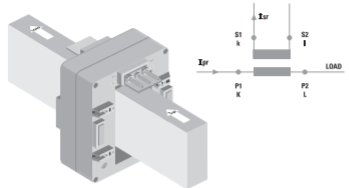 Isr
S1 S2
k l
Ipr LOAD
P1 P2
K L